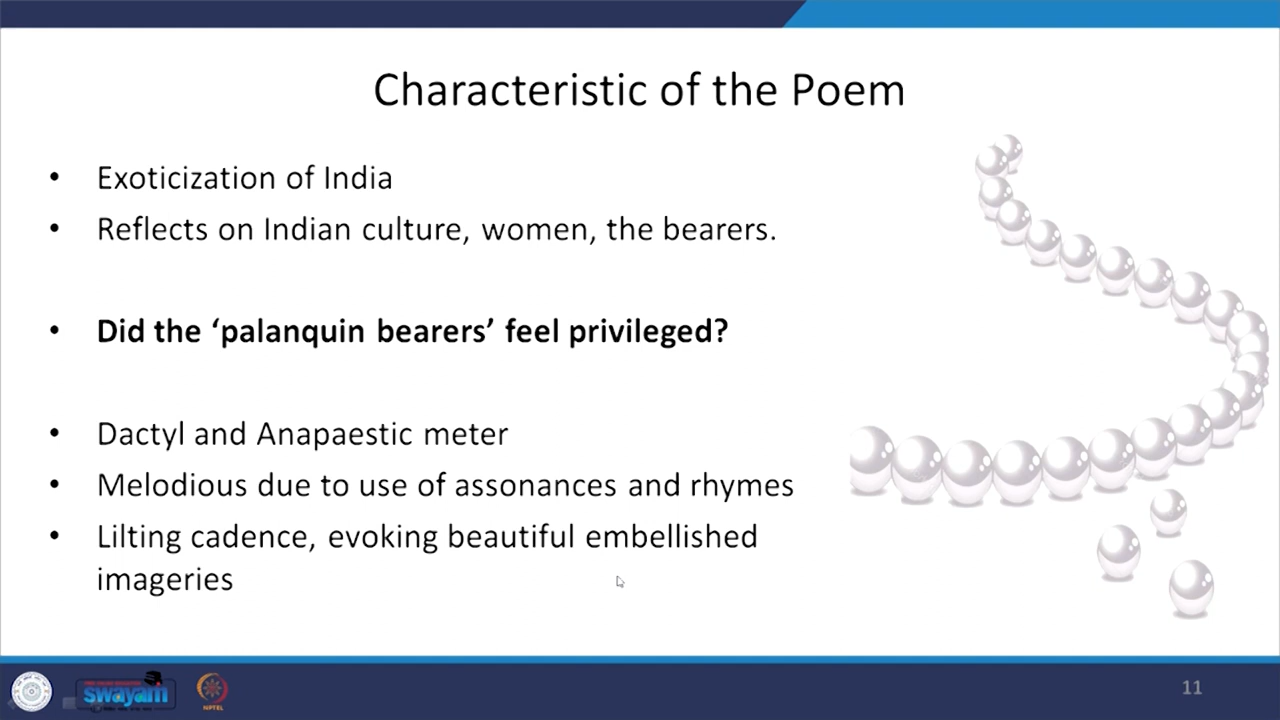 Characteristic of the Poem
• Exoticization of India
• Reflects on Indian culture, women, the bearers.
• Did the ‘palanquin bearers’ feel privileged?
• Dactyl and Anapaestic meter
• Melodious due to use of assonances and rhymes
• Lilting cadence, evoking beautiful embellished
imageries
swayam
NPTEL
11